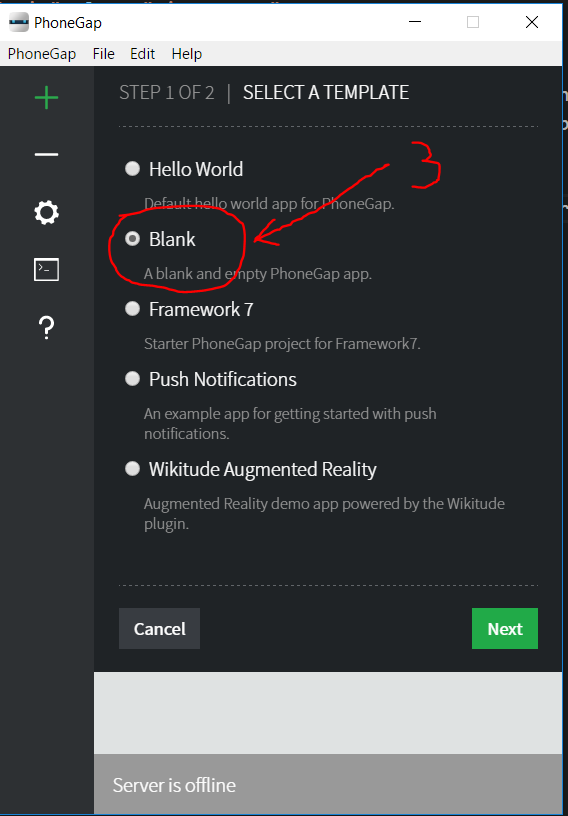 PhoneGap
PhoneGap File Edit Help
STEP 1 OF 2 | SELECT A TEMPLATE
Hello World
Default hello world app for PhoneGap.
3
Blank
A blank and empty PhoneGap app.
Framework 7
Starter PhoneGap project for Framework7.
Push Notifications
An example app for getting started with push
notifications.
Wikitude Augmented Reality
Augmented Reality demo app powered by the Wikitude
plugin.
Cancel
Next
Server is offline